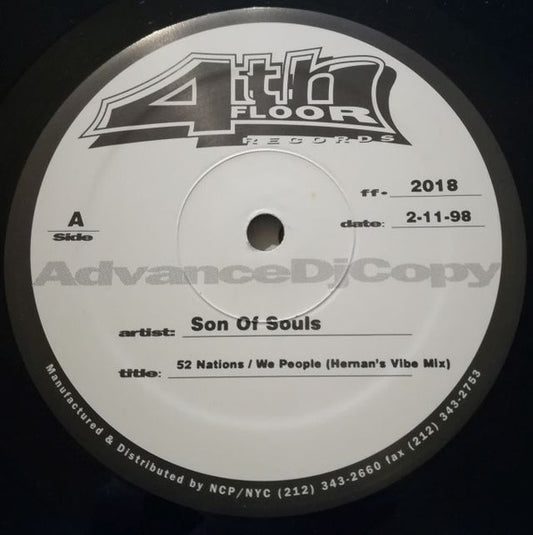 4th
FLOOR
RECORDS
ff- 2018
A
Side
date: 2-11-98
AdvanceDjCopy
artist: Son Of Souls
title: 52 Nations / We People (Hernan's Vibe Mix)
Manufactured & Distributed by NCP/NYC (212) 343-2660 fax (212) 343-2753